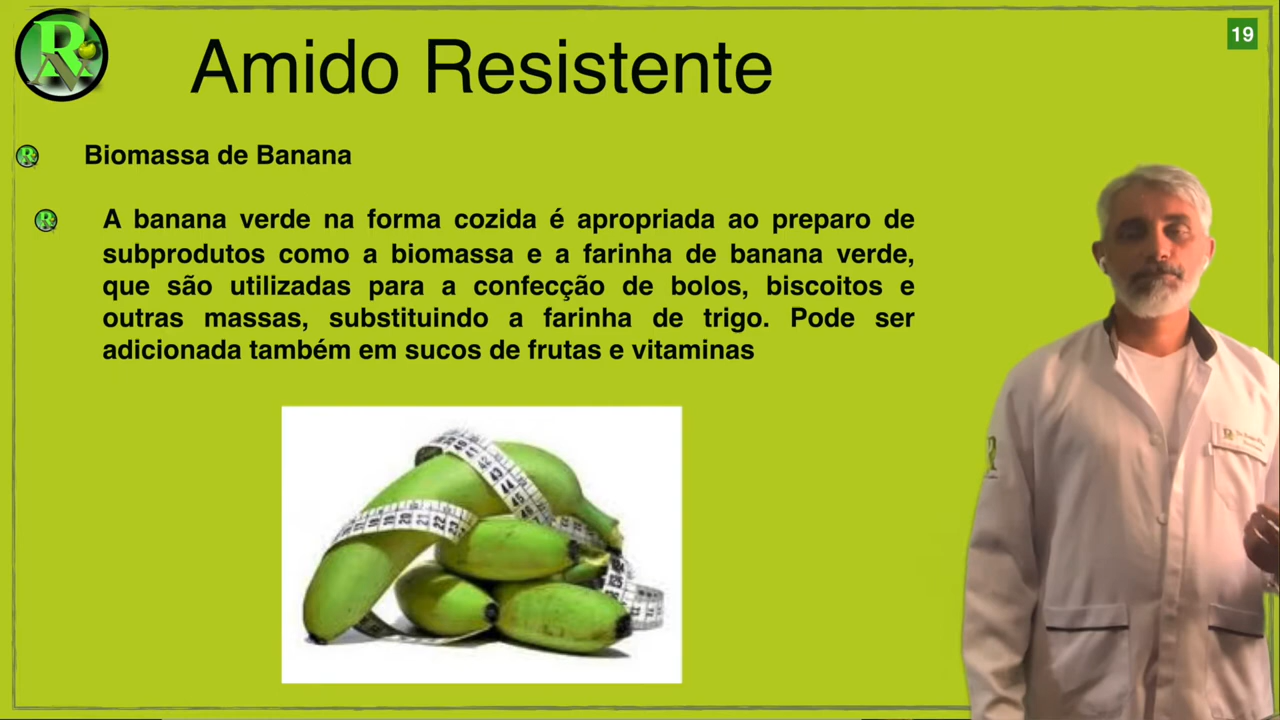 19
Amido Resistente
Biomassa de Banana
A banana verde na forma cozida é apropriada ao preparo de
subprodutos como a biomassa e a farinha de banana verde,
que são utilizadas para a confecção de bolos, biscoitos e
outras massas, substituindo a farinha de trigo. Pode ser
adicionada também em sucos de frutas e vitaminas